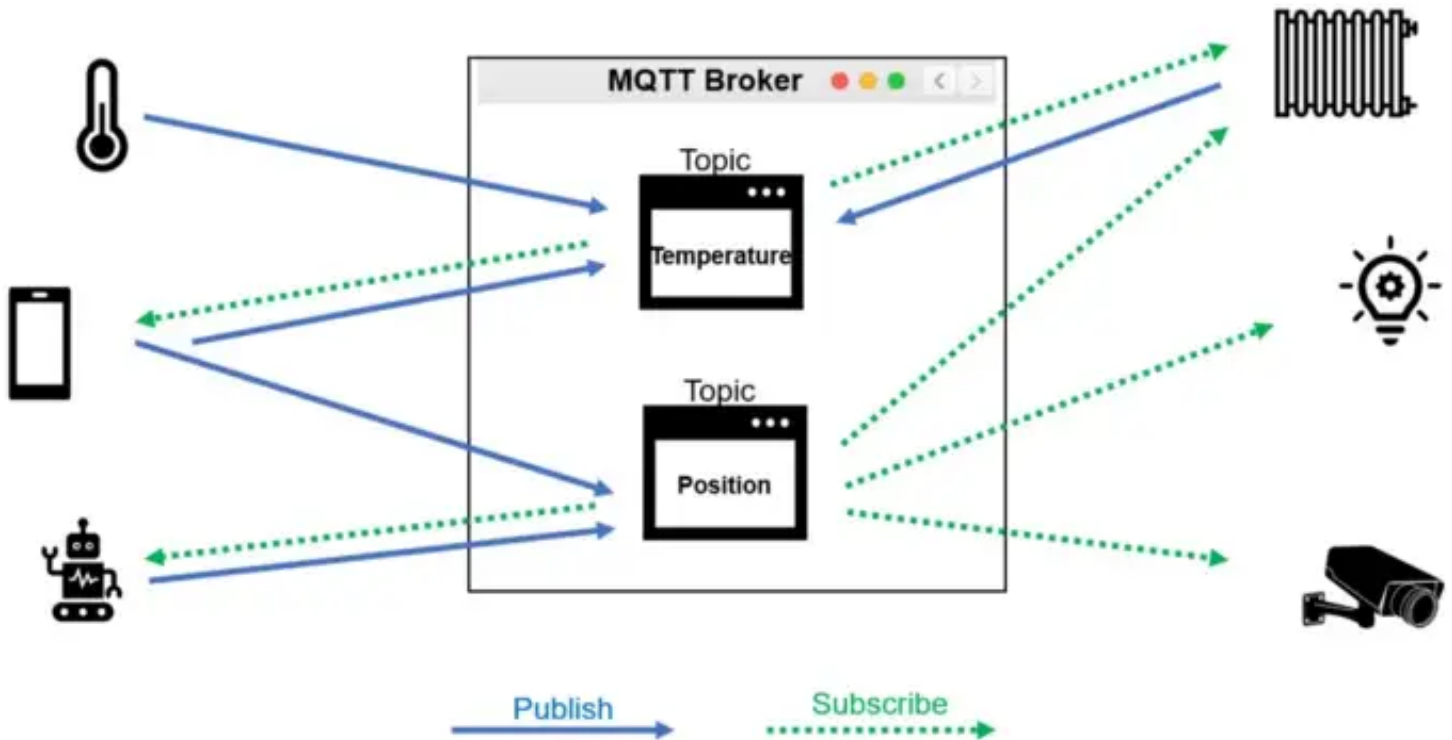 MQTT Broker
Topic
Temperature
Topic
Position
Publish
Subscribe